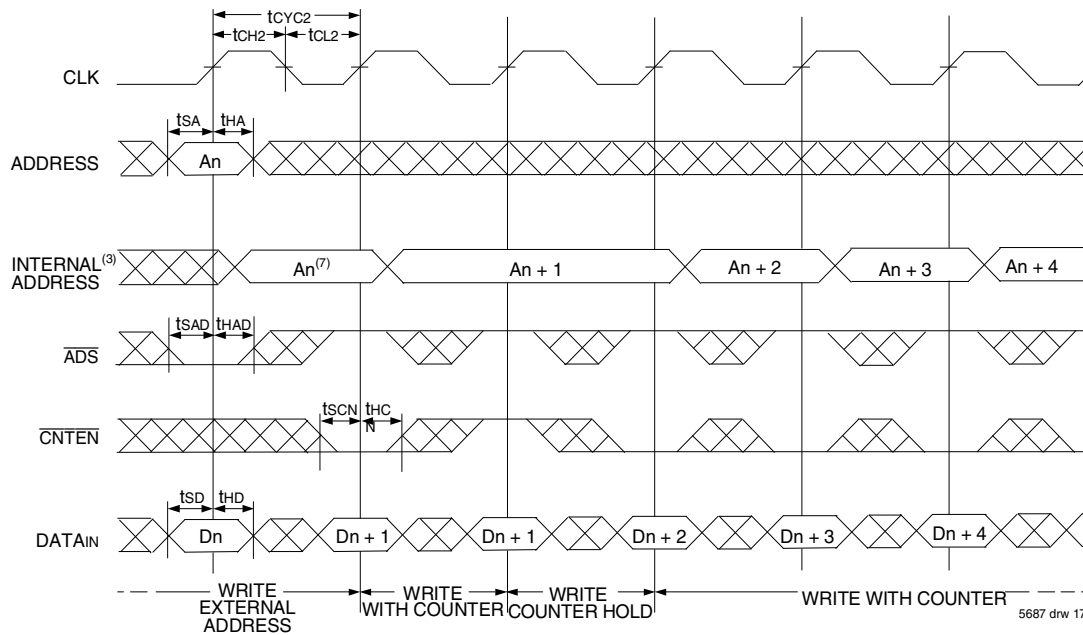 tCYC2
tCH2 tCL2
CLK
tSA tHA
ADDRESS An
INTERNAL(3)
ADDRESS
An(7) An + 1 An + 2 An + 3 An + 4
tSAD tHAD
ADS
tSCN tHC
N
CNTEN
tSD tHD
DATAIN Dn Dn + 1 Dn + 1 Dn + 2 Dn + 3 Dn + 4
WRITE
EXTERNAL
ADDRESS
WRITE
WITH COUNTER
WRITE
COUNTER HOLD
WRITE WITH COUNTER
5687 drw 17